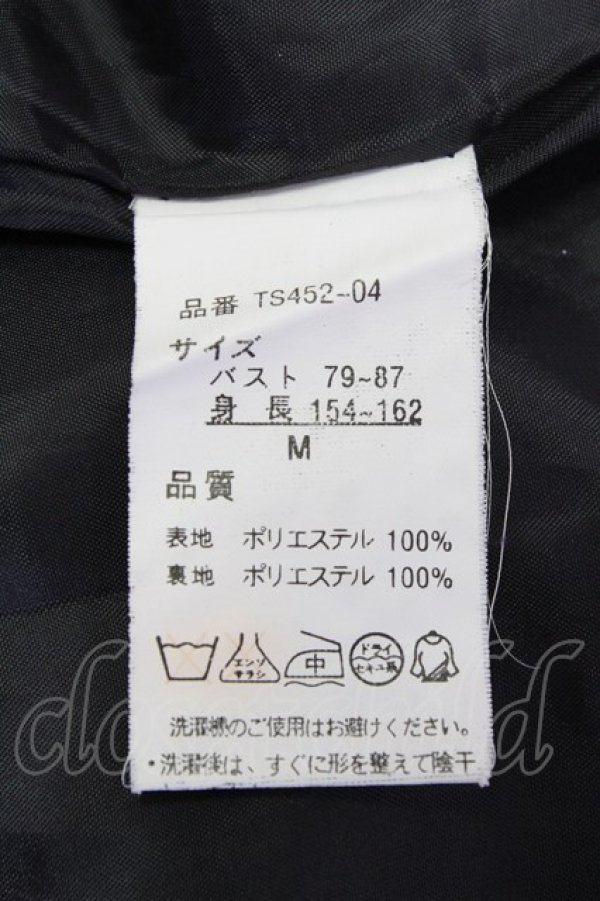 品番 TS452-04
サイズ
バスト 79~87
身長 154~162
M
品質
表地 ポリエステル 100%
裏地 ポリエステル 100%
エンソ サラシ 中 ドライ セキユ系
洗濯機のご使用はお避けください。
・洗濯後は、すぐに形を整えて陰干
closetchild